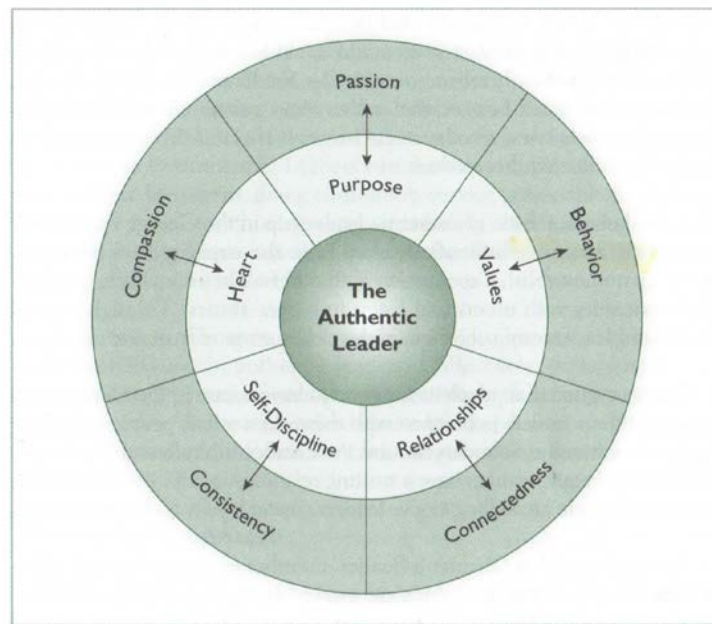 Passion
Purpose
Behavior
Values
Connectedness
Relationships
Consistency
Self-Discipline
Compassion
Heart
The
Authentic
Leader